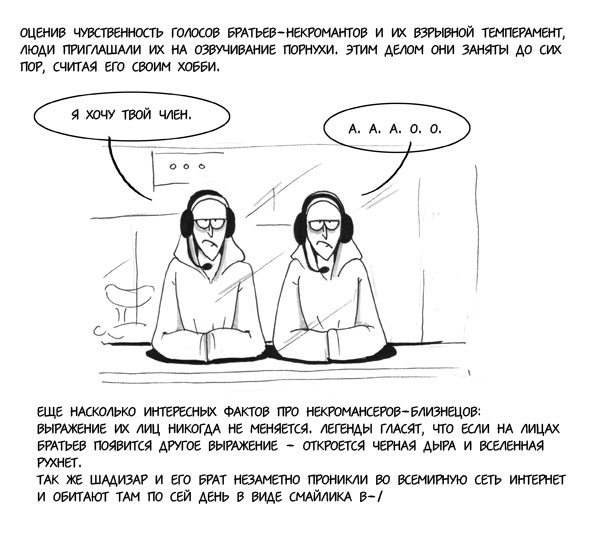 ОЦЕНИВ ЧУВСТВЕННОСТЬ ГОЛОСОВ БРАТЬЕВ-НЕКРОМАНТОВ И ИХ ВЗРЫВНОЙ ТЕМПЕРАМЕНТ,
ЛЮДИ ПРИГЛАШАЛИ ИХ НА ОЗВУЧИВАНИЕ ПОРНУХИ. ЭТИМ ДЕЛОМ ОНИ ЗАНЯТЫ ДО СИХ
ПОР, СЧИТАЯ ЕГО СВОИМ ХОББИ.
Я ХОЧУ ТВОЙ ЧЛЕН.
А. А. А. О. О.
ЕЩЕ НАСКОЛЬКО ИНТЕРЕСНЫХ ФАКТОВ ПРО НЕКРОМАНСЕРОВ-БЛИЗНЕЦОВ:
ВЫРАЖЕНИЕ ИХ ЛИЦ НИКОГДА НЕ МЕНЯЕТСЯ. ЛЕГЕНДЫ ГЛАСЯТ, ЧТО ЕСЛИ НА ЛИЦАХ
БРАТЬЕВ ПОЯВИТСЯ ДРУГОЕ ВЫРАЖЕНИЕ - ОТКРОЕТСЯ ЧЕРНАЯ ДЫРА И ВСЕЛЕННАЯ
РУХНЕТ.
ТАК ЖЕ ШАДИЗАР И ЕГО БРАТ НЕЗАМЕТНО ПРОНИКЛИ ВО ВСЕМИРНУЮ СЕТЬ ИНТЕРНЕТ
И ОБИТАЮТ ТАМ ПО СЕЙ ДЕНЬ В ВИДЕ СМАЙЛИКА B-/